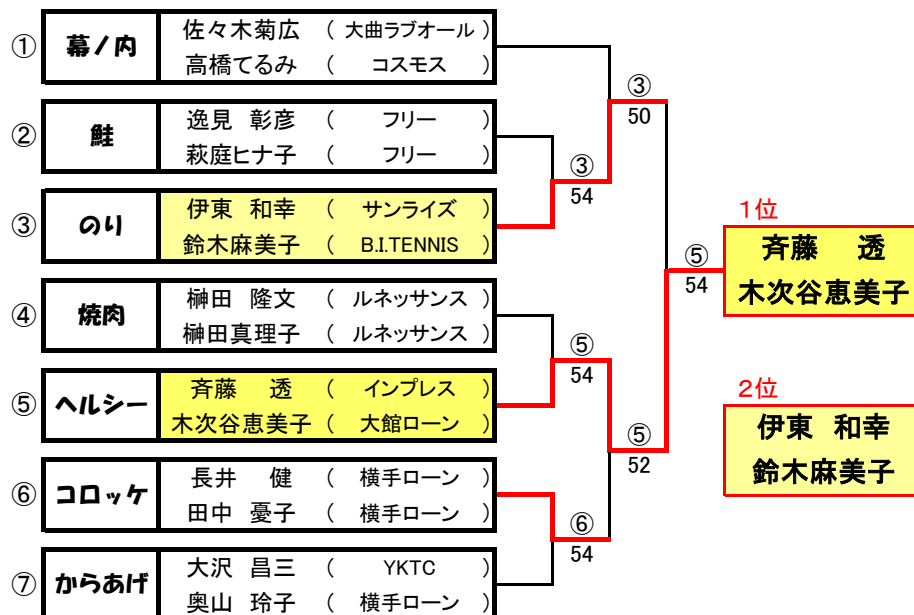 ① 幕ノ内 佐々木菊広 ( 大曲ラブオール )
高橋てるみ ( コスモス )
② 鮭 逸見 彰彦 ( フリー )
萩庭ヒナ子 ( フリー )
③ のり 伊東 和幸 ( サンライズ )
鈴木麻美子 ( B.I.TENNIS )
④ 焼肉 榊田 隆文 ( ルネッサンス )
榊田真理子 ( ルネッサンス )
⑤ ヘルシー 斉藤 透 ( インプレス )
木次谷恵美子 ( 大館ローン )
⑥ コロッケ 長井 健 ( 横手ローン )
田中 憂子 ( 横手ローン )
⑦ からあげ 大沢 昌三 ( YKTC )
奥山 玲子 ( 横手ローン )
③
54
⑤
54
⑥
54
③
50
⑤
52
⑤
54
1位
斉藤 透
木次谷恵美子
2位
伊東 和幸
鈴木麻美子